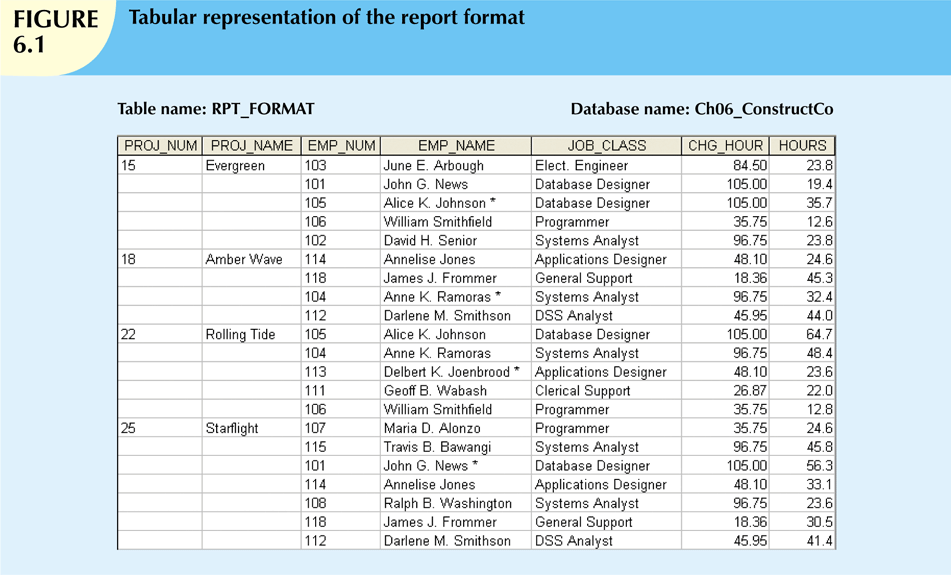 FIGURE
6.1
Tabular representation of the report format
Table name: RPT_FORMAT Database name: Ch06_ConstructCo
PROJ_NUM PROJ_NAME EMP_NUM EMP_NAME JOB_CLASS CHG_HOUR HOURS
15 Evergreen 103 June E. Arbough Elect. Engineer 84.50 23.8
101 John G. News Database Designer 105.00 19.4
105 Alice K. Johnson * Database Designer 105.00 35.7
106 William Smithfield Programmer 35.75 12.6
102 David H. Senior Systems Analyst 96.75 23.8
18 Amber Wave 114 Annelise Jones Applications Designer 48.10 24.6
118 James J. Frommer General Support 18.36 45.3
104 Anne K. Ramoras * Systems Analyst 96.75 32.4
112 Darlene M. Smithson DSS Analyst 45.95 44.0
22 Rolling Tide 105 Alice K. Johnson Database Designer 105.00 64.7
104 Anne K. Ramoras Systems Analyst 96.75 48.4
113 Delbert K. Joenbrood * Applications Designer 48.10 23.6
111 Geoff B. Wabash Clerical Support 26.87 22.0
106 William Smithfield Programmer 35.75 12.8
25 Starflight 107 Maria D. Alonzo Programmer 35.75 24.6
115 Travis B. Bawangi Systems Analyst 96.75 45.8
101 John G. News * Database Designer 105.00 56.3
114 Annelise Jones Applications Designer 48.10 33.1
108 Ralph B. Washington Systems Analyst 96.75 23.6
118 James J. Frommer General Support 18.36 30.5
112 Darlene M. Smithson DSS Analyst 45.95 41.4